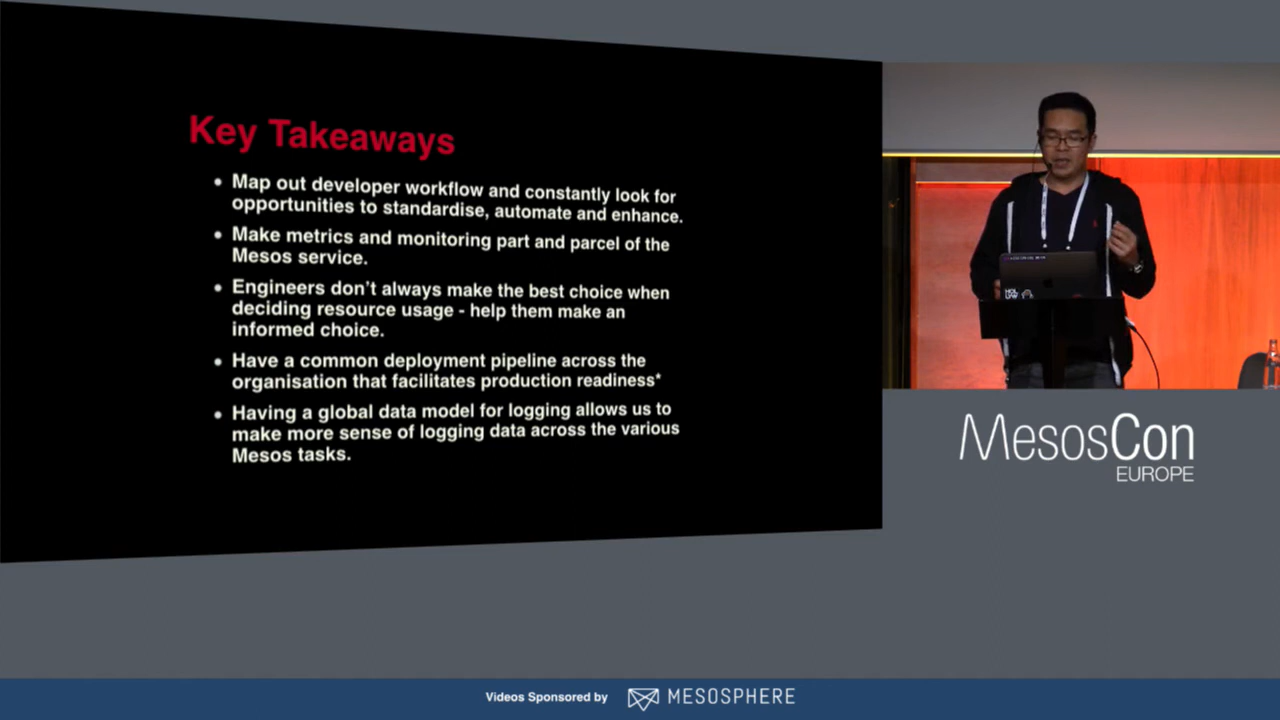 Key Takeaways
• Map out developer workflow and constantly look for
opportunities to standardise, automate and enhance.
• Make metrics and monitoring part and parcel of the
Mesos service.
• Engineers don’t always make the best choice when
deciding resource usage - help them make an
informed choice.
• Have a common deployment pipeline across the
organisation that facilitates production readiness*
• Having a global data model for logging allows us to
make more sense of logging data across the various
Mesos tasks.
MesosCon
EUROPE
Videos Sponsored by MESOSPHERE